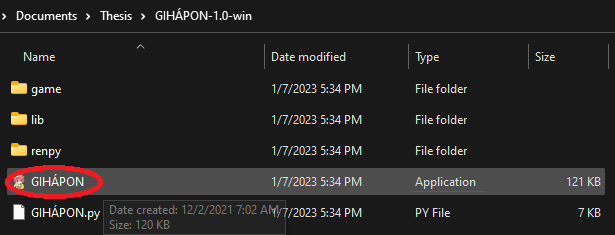 > Documents > Thesis > GIHÁPON-1.0-win
Name Date modified Type Size
game 1/7/2023 5:34 PM File folder
lib 1/7/2023 5:34 PM File folder
renpy 1/7/2023 5:34 PM File folder
GIHÁPON 1/7/2023 5:34 PM Application 121 KB
GIHÁPON.py 1/7/2023 5:34 PM PY File 7 KB
Date created: 12/2/2021 7:02 AM
Size: 120 KB